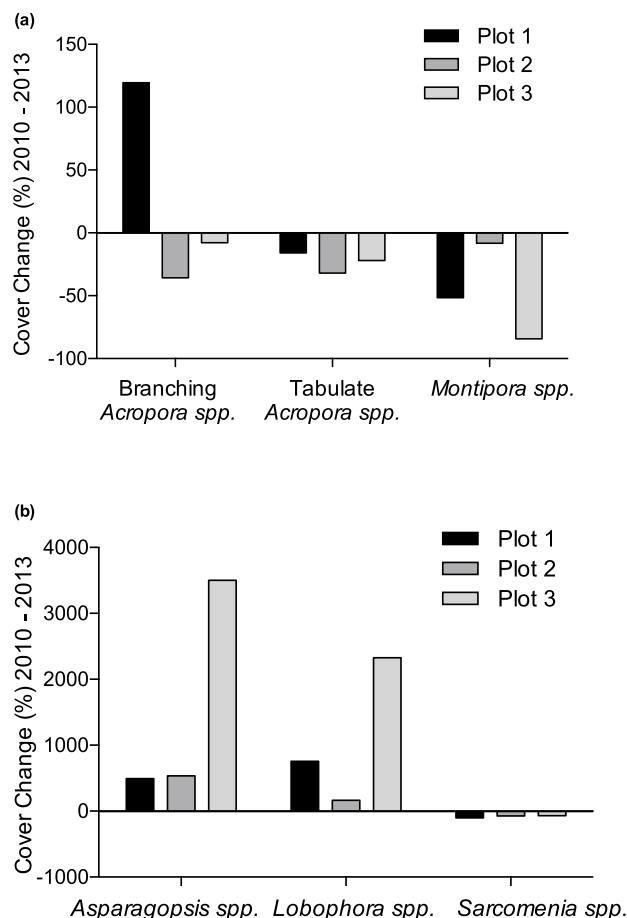 (a)
150
100
50
0
-50
-100
Cover Change (%) 2010 - 2013
Plot 1
Plot 2
Plot 3
Branching
Acropora spp.
Tabulate
Acropora spp.
Montipora spp.
(b)
4000
3000
2000
1000
0
-1000
Cover Change (%) 2010 - 2013
Plot 1
Plot 2
Plot 3
Asparagopsis spp.
Lobophora spp.
Sarcomenia spp.